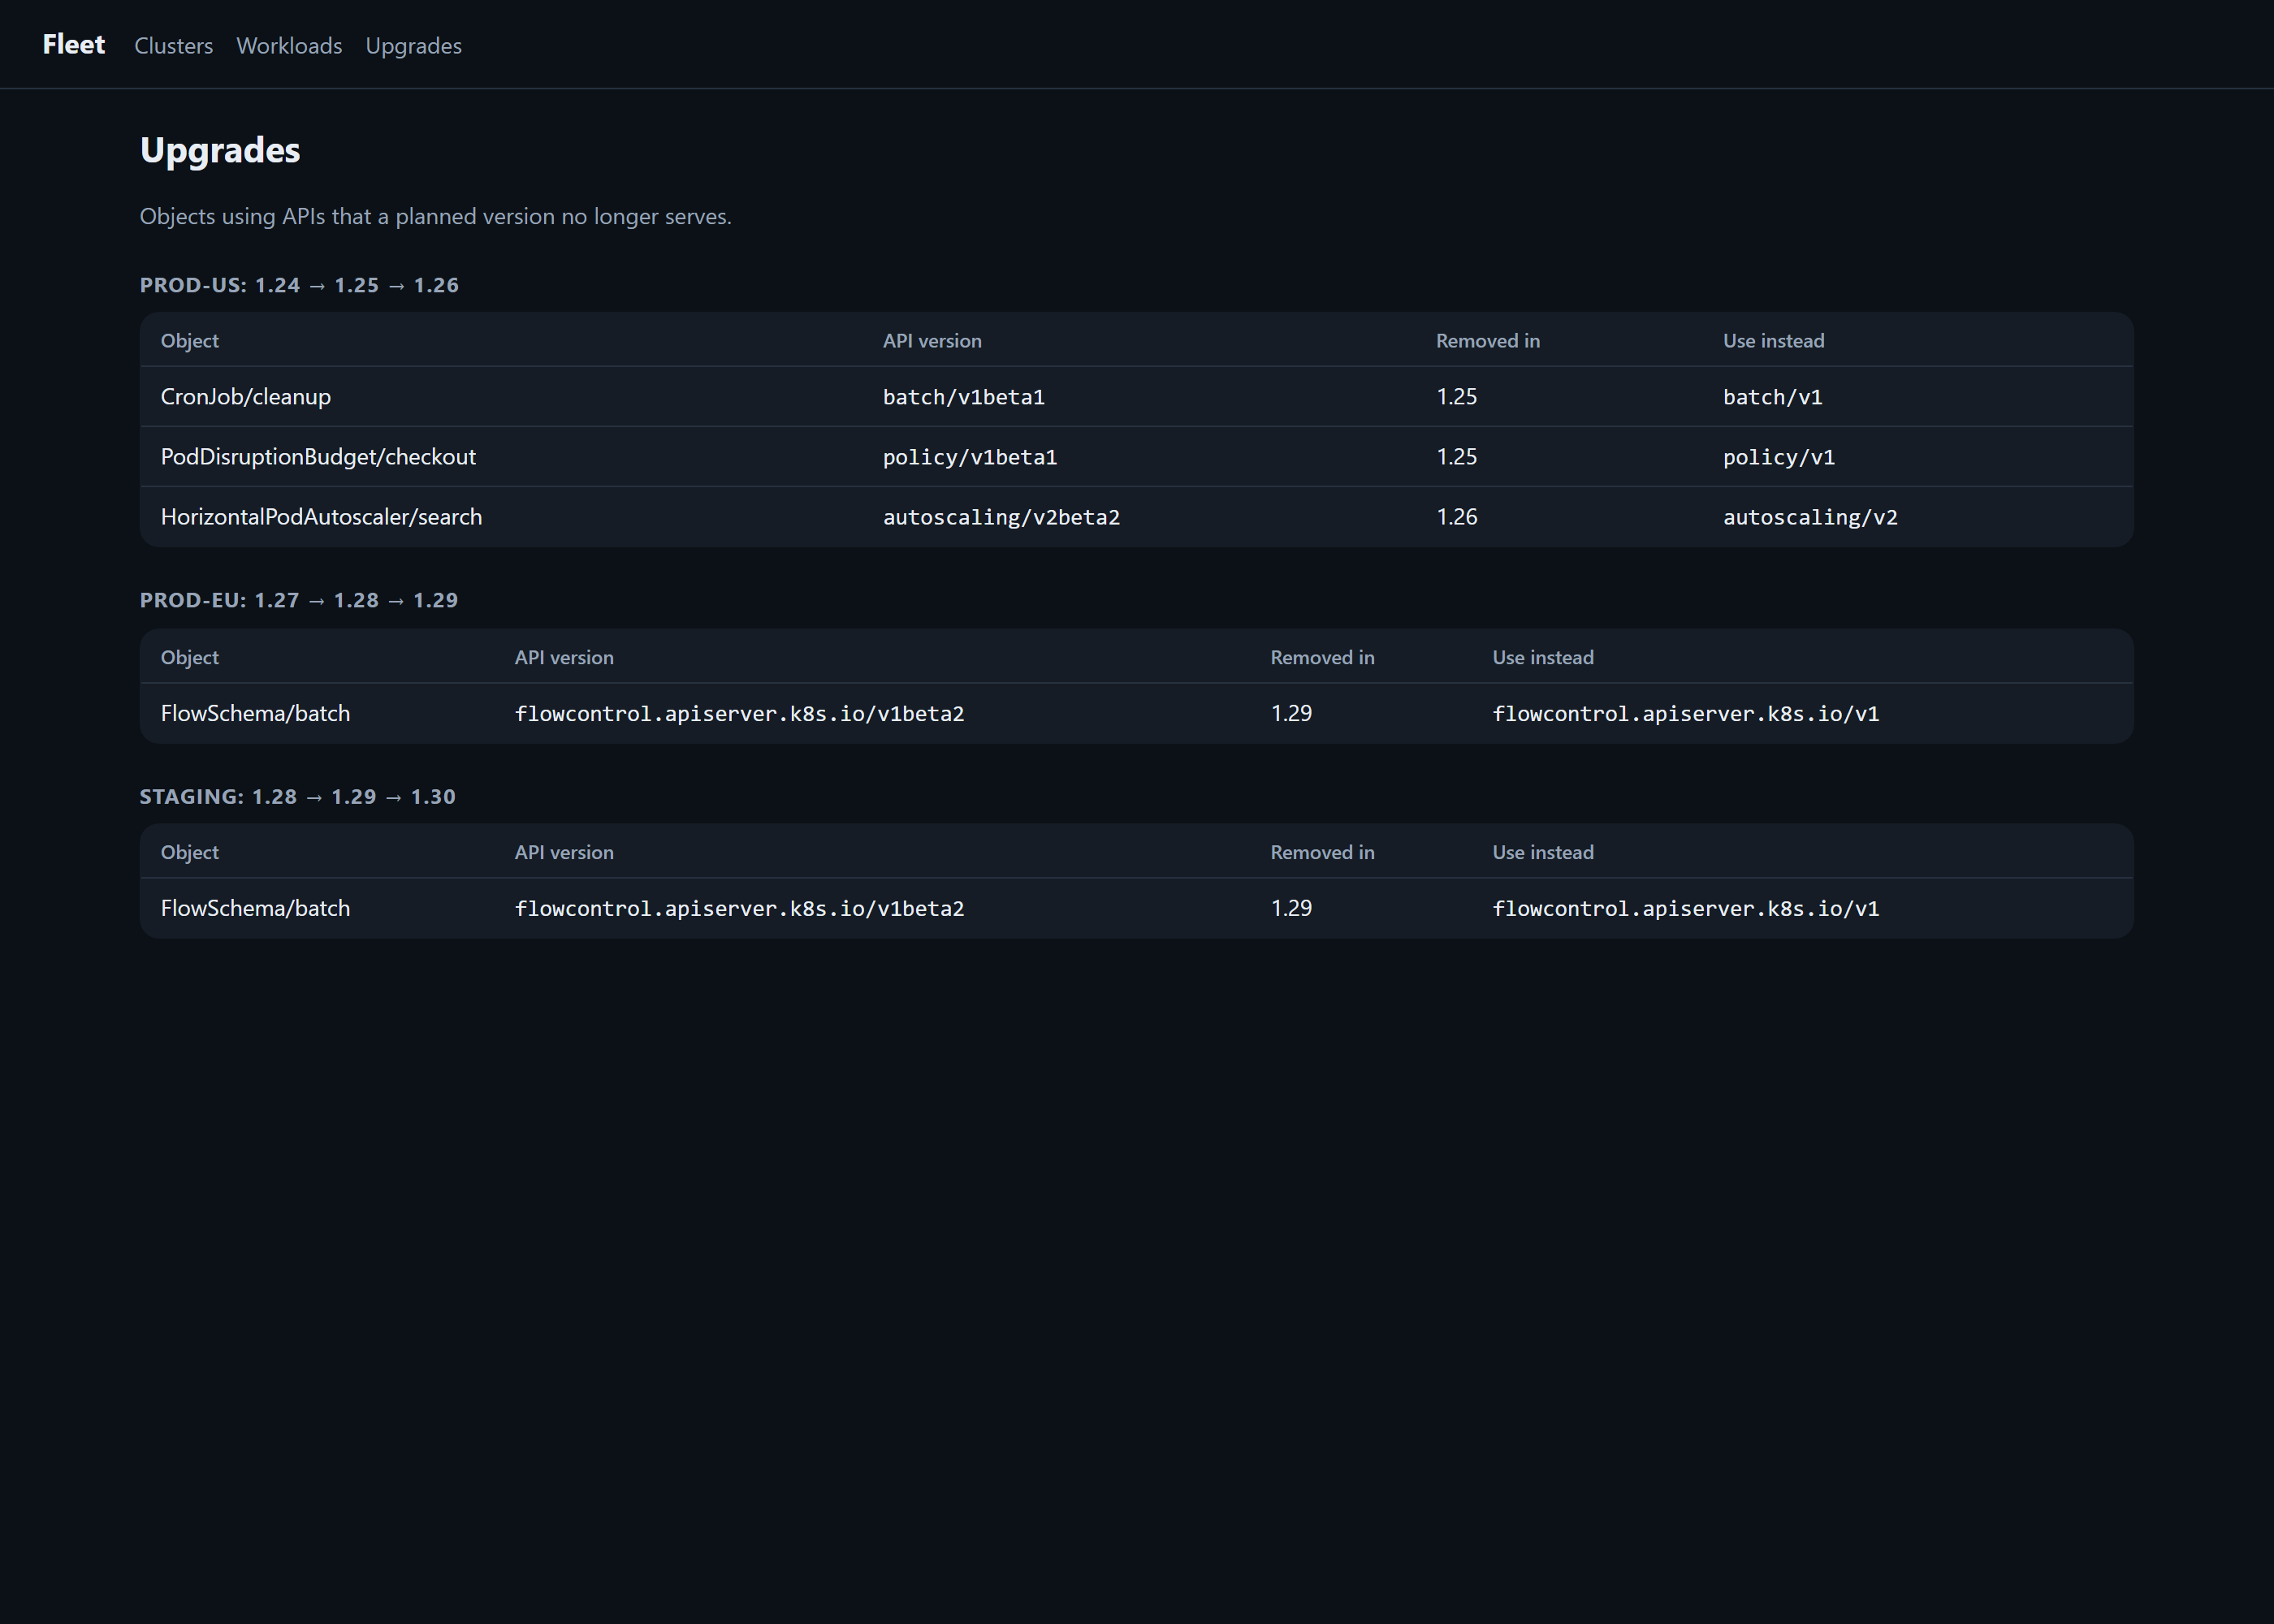 Fleet Clusters Workloads Upgrades
Upgrades
Objects using APIs that a planned version no longer serves.
PROD-US: 1.24 → 1.25 → 1.26
Object API version Removed in Use instead
CronJob/cleanup batch/v1beta1 1.25 batch/v1
PodDisruptionBudget/checkout policy/v1beta1 1.25 policy/v1
HorizontalPodAutoscaler/search autoscaling/v2beta2 1.26 autoscaling/v2
PROD-EU: 1.27 → 1.28 → 1.29
Object API version Removed in Use instead
FlowSchema/batch flowcontrol.apiserver.k8s.io/v1beta2 1.29 flowcontrol.apiserver.k8s.io/v1
STAGING: 1.28 → 1.29 → 1.30
Object API version Removed in Use instead
FlowSchema/batch flowcontrol.apiserver.k8s.io/v1beta2 1.29 flowcontrol.apiserver.k8s.io/v1